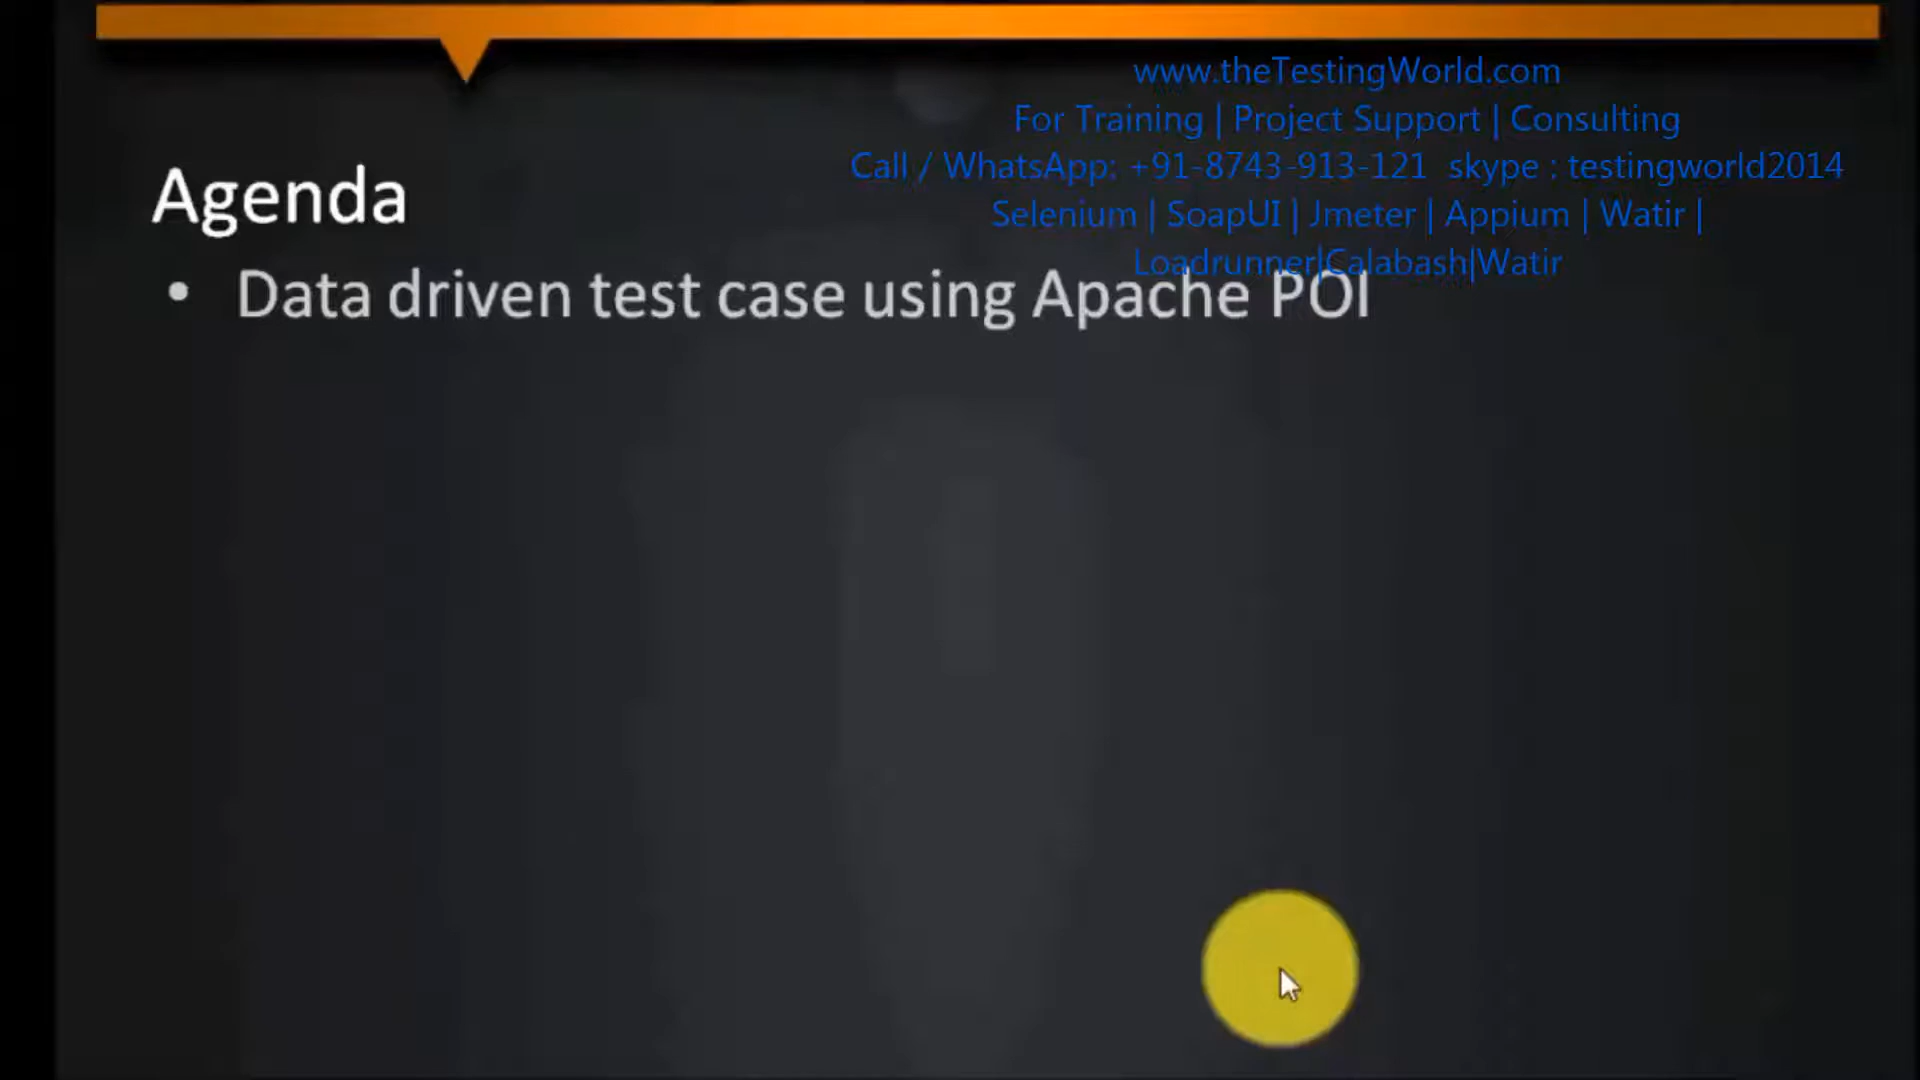 www.theTestingWorld.com
For Training | Project Support | Consulting
Call / WhatsApp: +91-8743-913-121 skype : testingworld2014
Selenium | SoapUI | Jmeter | Appium | Watir |
Loadrunner|Calabash|Watir
Agenda
• Data driven test case using Apache POI